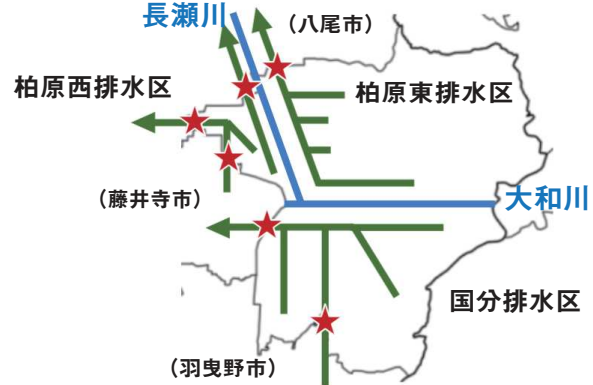 長瀬川
（八尾市）
柏原西排水区
柏原東排水区
（藤井寺市）
大和川
国分排水区
（羽曳野市）